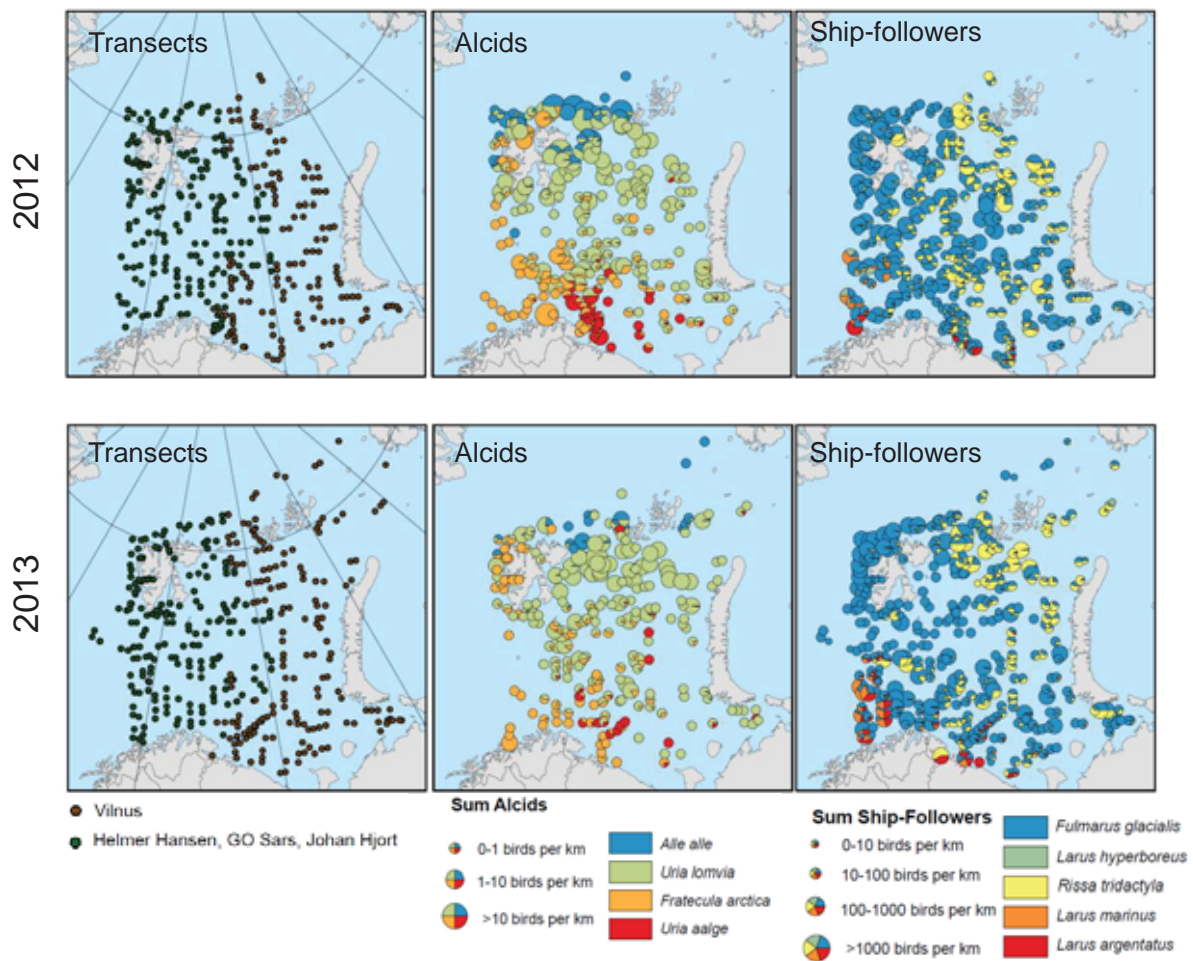 Transects
Alcids
Ship-followers
2012
Transects
Alcids
Ship-followers
2013
Vilnus
Helmer Hansen, GO Sars, Johan Hjort
Sum Alcids
0-1 birds per km
1-10 birds per km
>10 birds per km
Alle alle
Uria lomvia
Fratecula arctica
Uria aalge
Sum Ship-Followers
0-10 birds per km
10-100 birds per km
100-1000 birds per km
>1000 birds per km
Fulmarus glacialis
Larus hyperboreus
Rissa tridactyla
Larus marinus
Larus argentatus